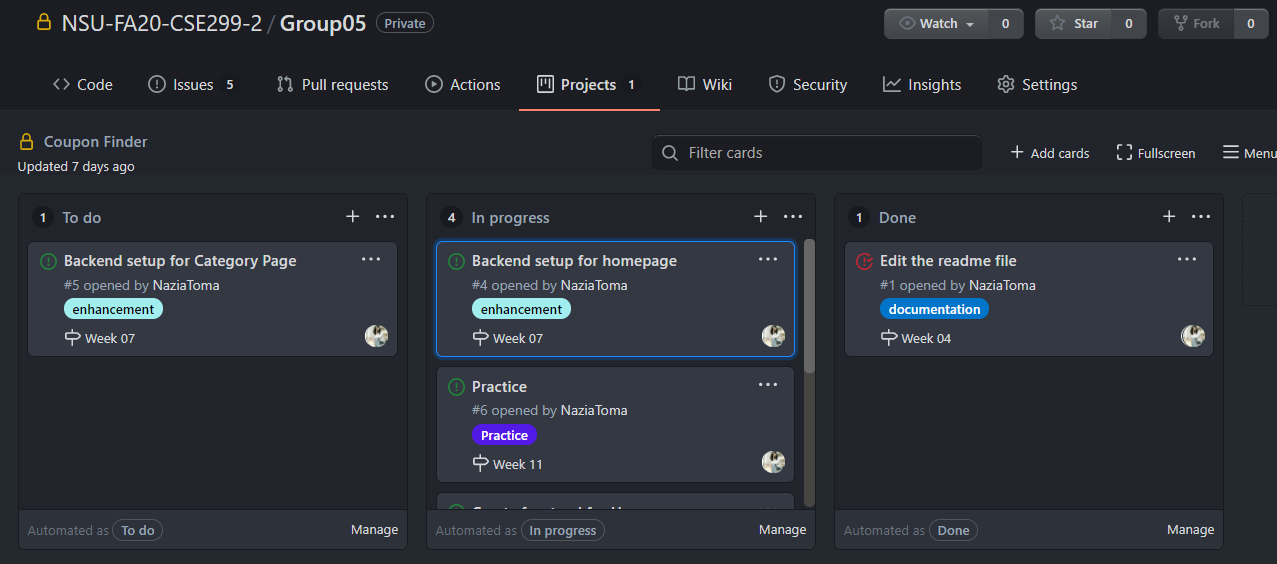 NSU-FA20-CSE299-2 / Group05 Private
Watch 0 Star 0 Fork 0
Code Issues 5 Pull requests Actions Projects 1 Wiki Security Insights Settings
Coupon Finder
Updated 7 days ago
Filter cards
Add cards Fullscreen Menu
1 To do
Backend setup for Category Page
#5 opened by NaziaToma
enhancement
Week 07
Automated as To do Manage
4 In progress
Backend setup for homepage
#4 opened by NaziaToma
enhancement
Week 07
Practice
#6 opened by NaziaToma
Practice
Week 11
Automated as In progress Manage
1 Done
Edit the readme file
#1 opened by NaziaToma
documentation
Week 04
Automated as Done Manage